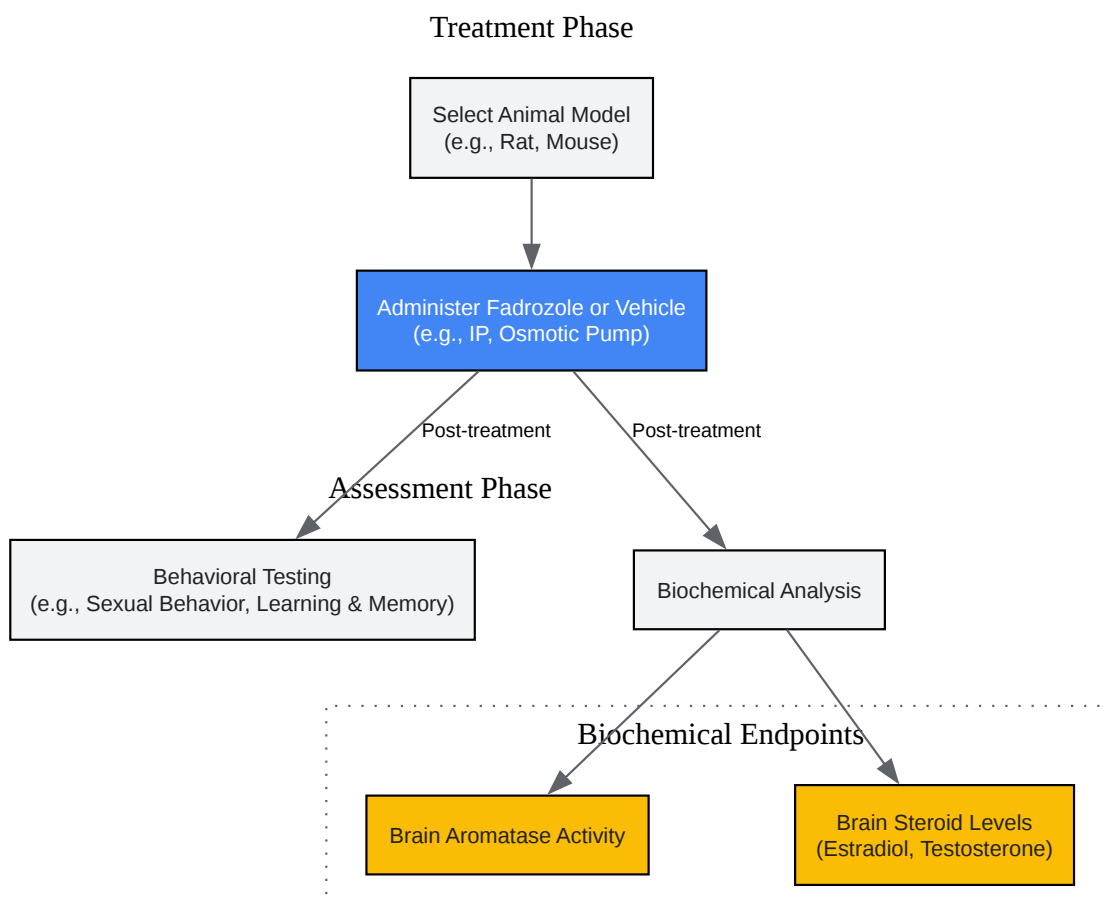 Treatment Phase
Select Animal Model
(e.g., Rat, Mouse)
Administer Fadrozole or Vehicle
(e.g., IP, Osmotic Pump)
Post-treatment
Post-treatment
Assessment Phase
Behavioral Testing
(e.g., Sexual Behavior, Learning & Memory)
Biochemical Analysis
Biochemical Endpoints
Brain Aromatase Activity
Brain Steroid Levels
(Estradiol, Testosterone)